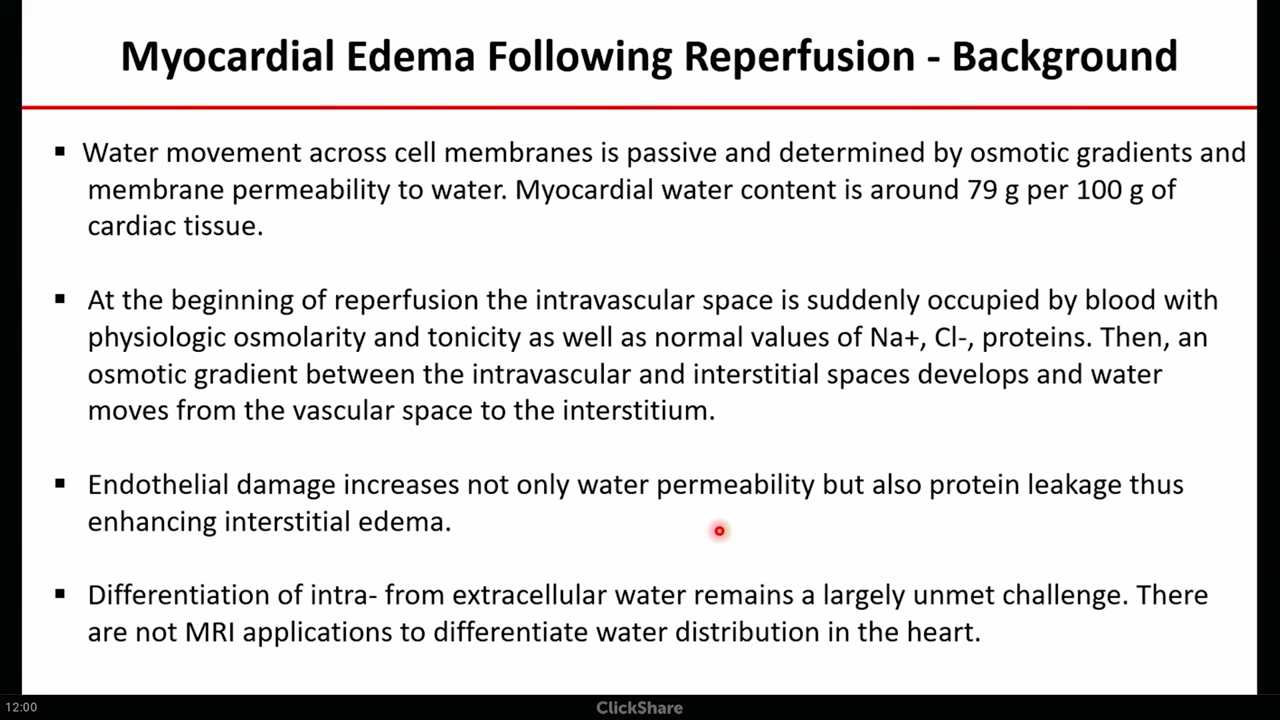 Myocardial Edema Following Reperfusion - Background
▪ Water movement across cell membranes is passive and determined by osmotic gradients and
membrane permeability to water. Myocardial water content is around 79 g per 100 g of
cardiac tissue.
▪ At the beginning of reperfusion the intravascular space is suddenly occupied by blood with
physiologic osmolarity and tonicity as well as normal values of Na+, Cl-, proteins. Then, an
osmotic gradient between the intravascular and interstitial spaces develops and water
moves from the vascular space to the interstitium.
▪ Endothelial damage increases not only water permeability but also protein leakage thus
enhancing interstitial edema.
▪ Differentiation of intra- from extracellular water remains a largely unmet challenge. There
are not MRI applications to differentiate water distribution in the heart.
12:00
ClickShare